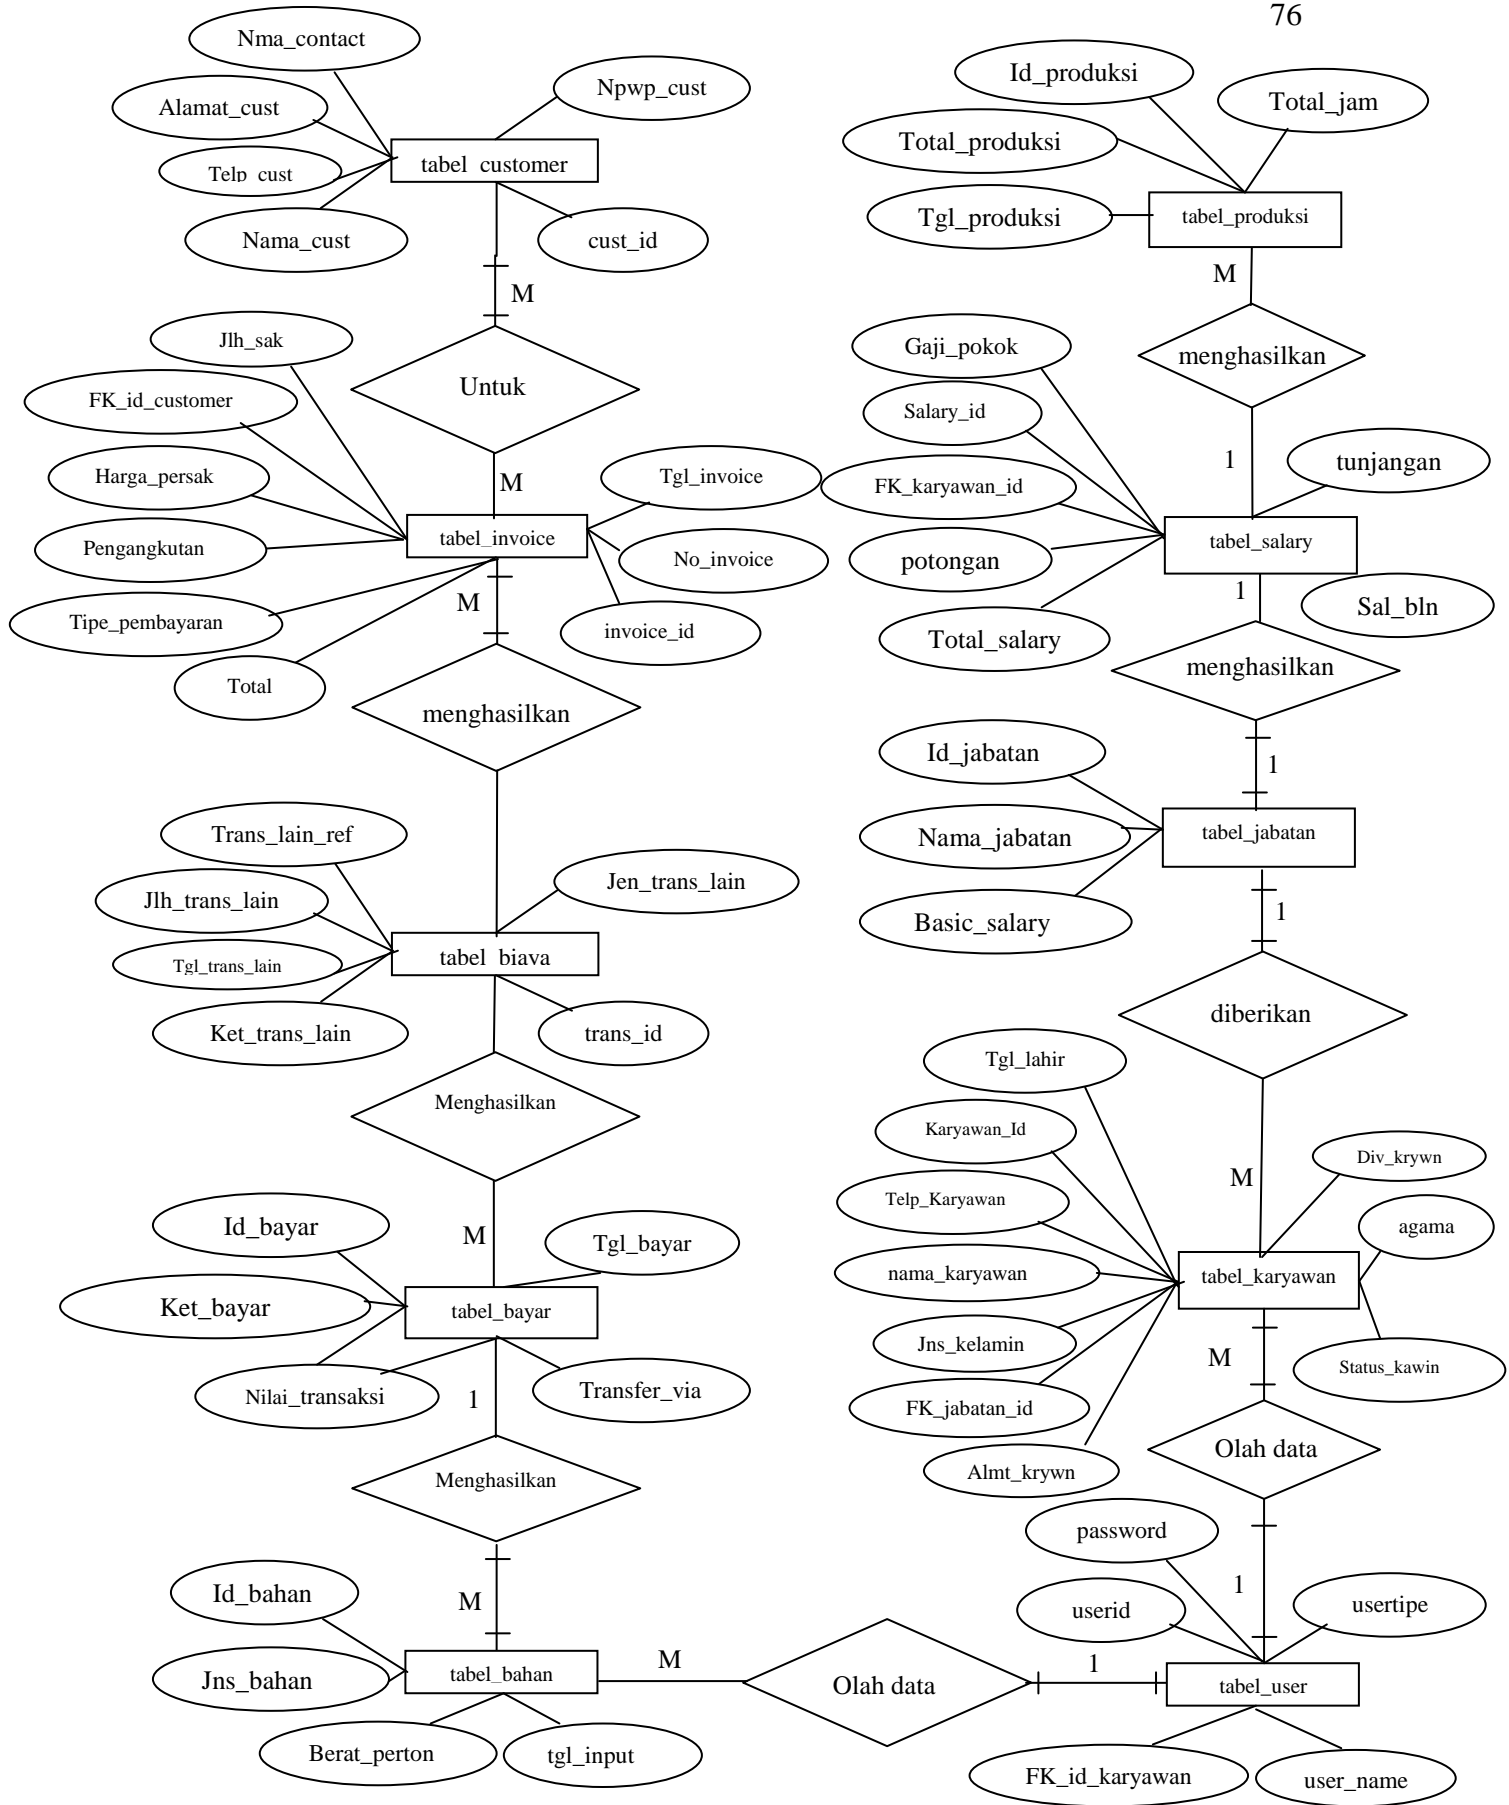 76
Nma_contact
Npwp_cust
Alamat_cust
tabel_customer
Telp_cust
Nama_cust
cust_id
M
Untuk
Jlh_sak
FK_id_customer
Harga_persak
M
Tgl_invoice
Pengangkutan
tabel_invoice
No_invoice
Tipe_pembayaran
M
invoice_id
Total
menghasilkan
Trans_lain_ref
Jlh_trans_lain
Jen_trans_lain
Tgl_trans_lain
tabel_biaya
Ket_trans_lain
trans_id
Menghasilkan
Id_bayar
M
Tgl_bayar
Ket_bayar
tabel_bayar
Nilai_transaksi
1
Transfer_via
Menghasilkan
Id_bahan
M
Jns_bahan
tabel_bahan
Berat_perton
tgl_input
M
Olah data
1
Id_produksi
Total_jam
Total_produksi
Tgl_produksi
tabel_produksi
M
menghasilkan
Gaji_pokok
Salary_id
1
tunjangan
FK_karyawan_id
potongan
tabel_salary
1
Sal_bln
Total_salary
menghasilkan
Id_jabatan
1
Nama_jabatan
tabel_jabatan
Basic_salary
1
diberikan
Tgl_lahir
Karyawan_Id
Div_krywn
M
Telp_Karyawan
agama
nama_karyawan
tabel_karyawan
Jns_kelamin
M
Status_kawin
FK_jabatan_id
Almt_krywn
Olah data
password
1
userid
usertipe
tabel_user
FK_id_karyawan
user_name